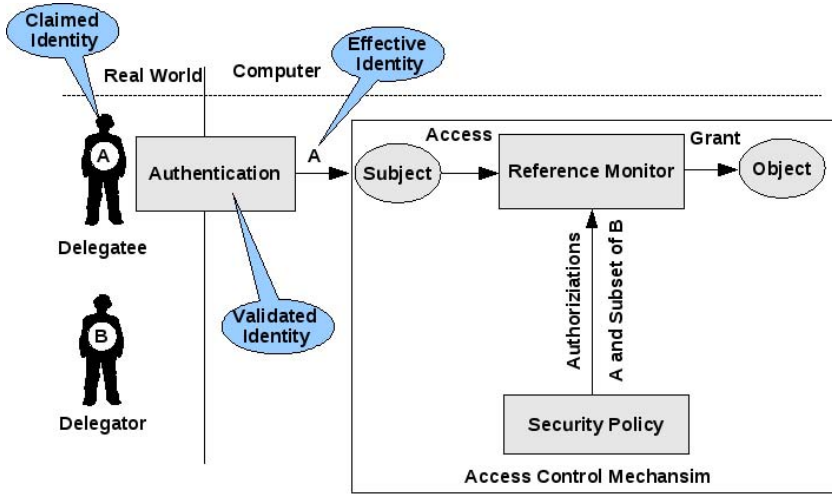 Claimed
Identity
Real World
Computer
Effective
Identity
A
Delegatee
Authentication
A
Subject
Access
Reference Monitor
Grant
Object
Validated
Identity
B
Delegator
Authoriziations
A and Subset of B
Security Policy
Access Control Mechansim